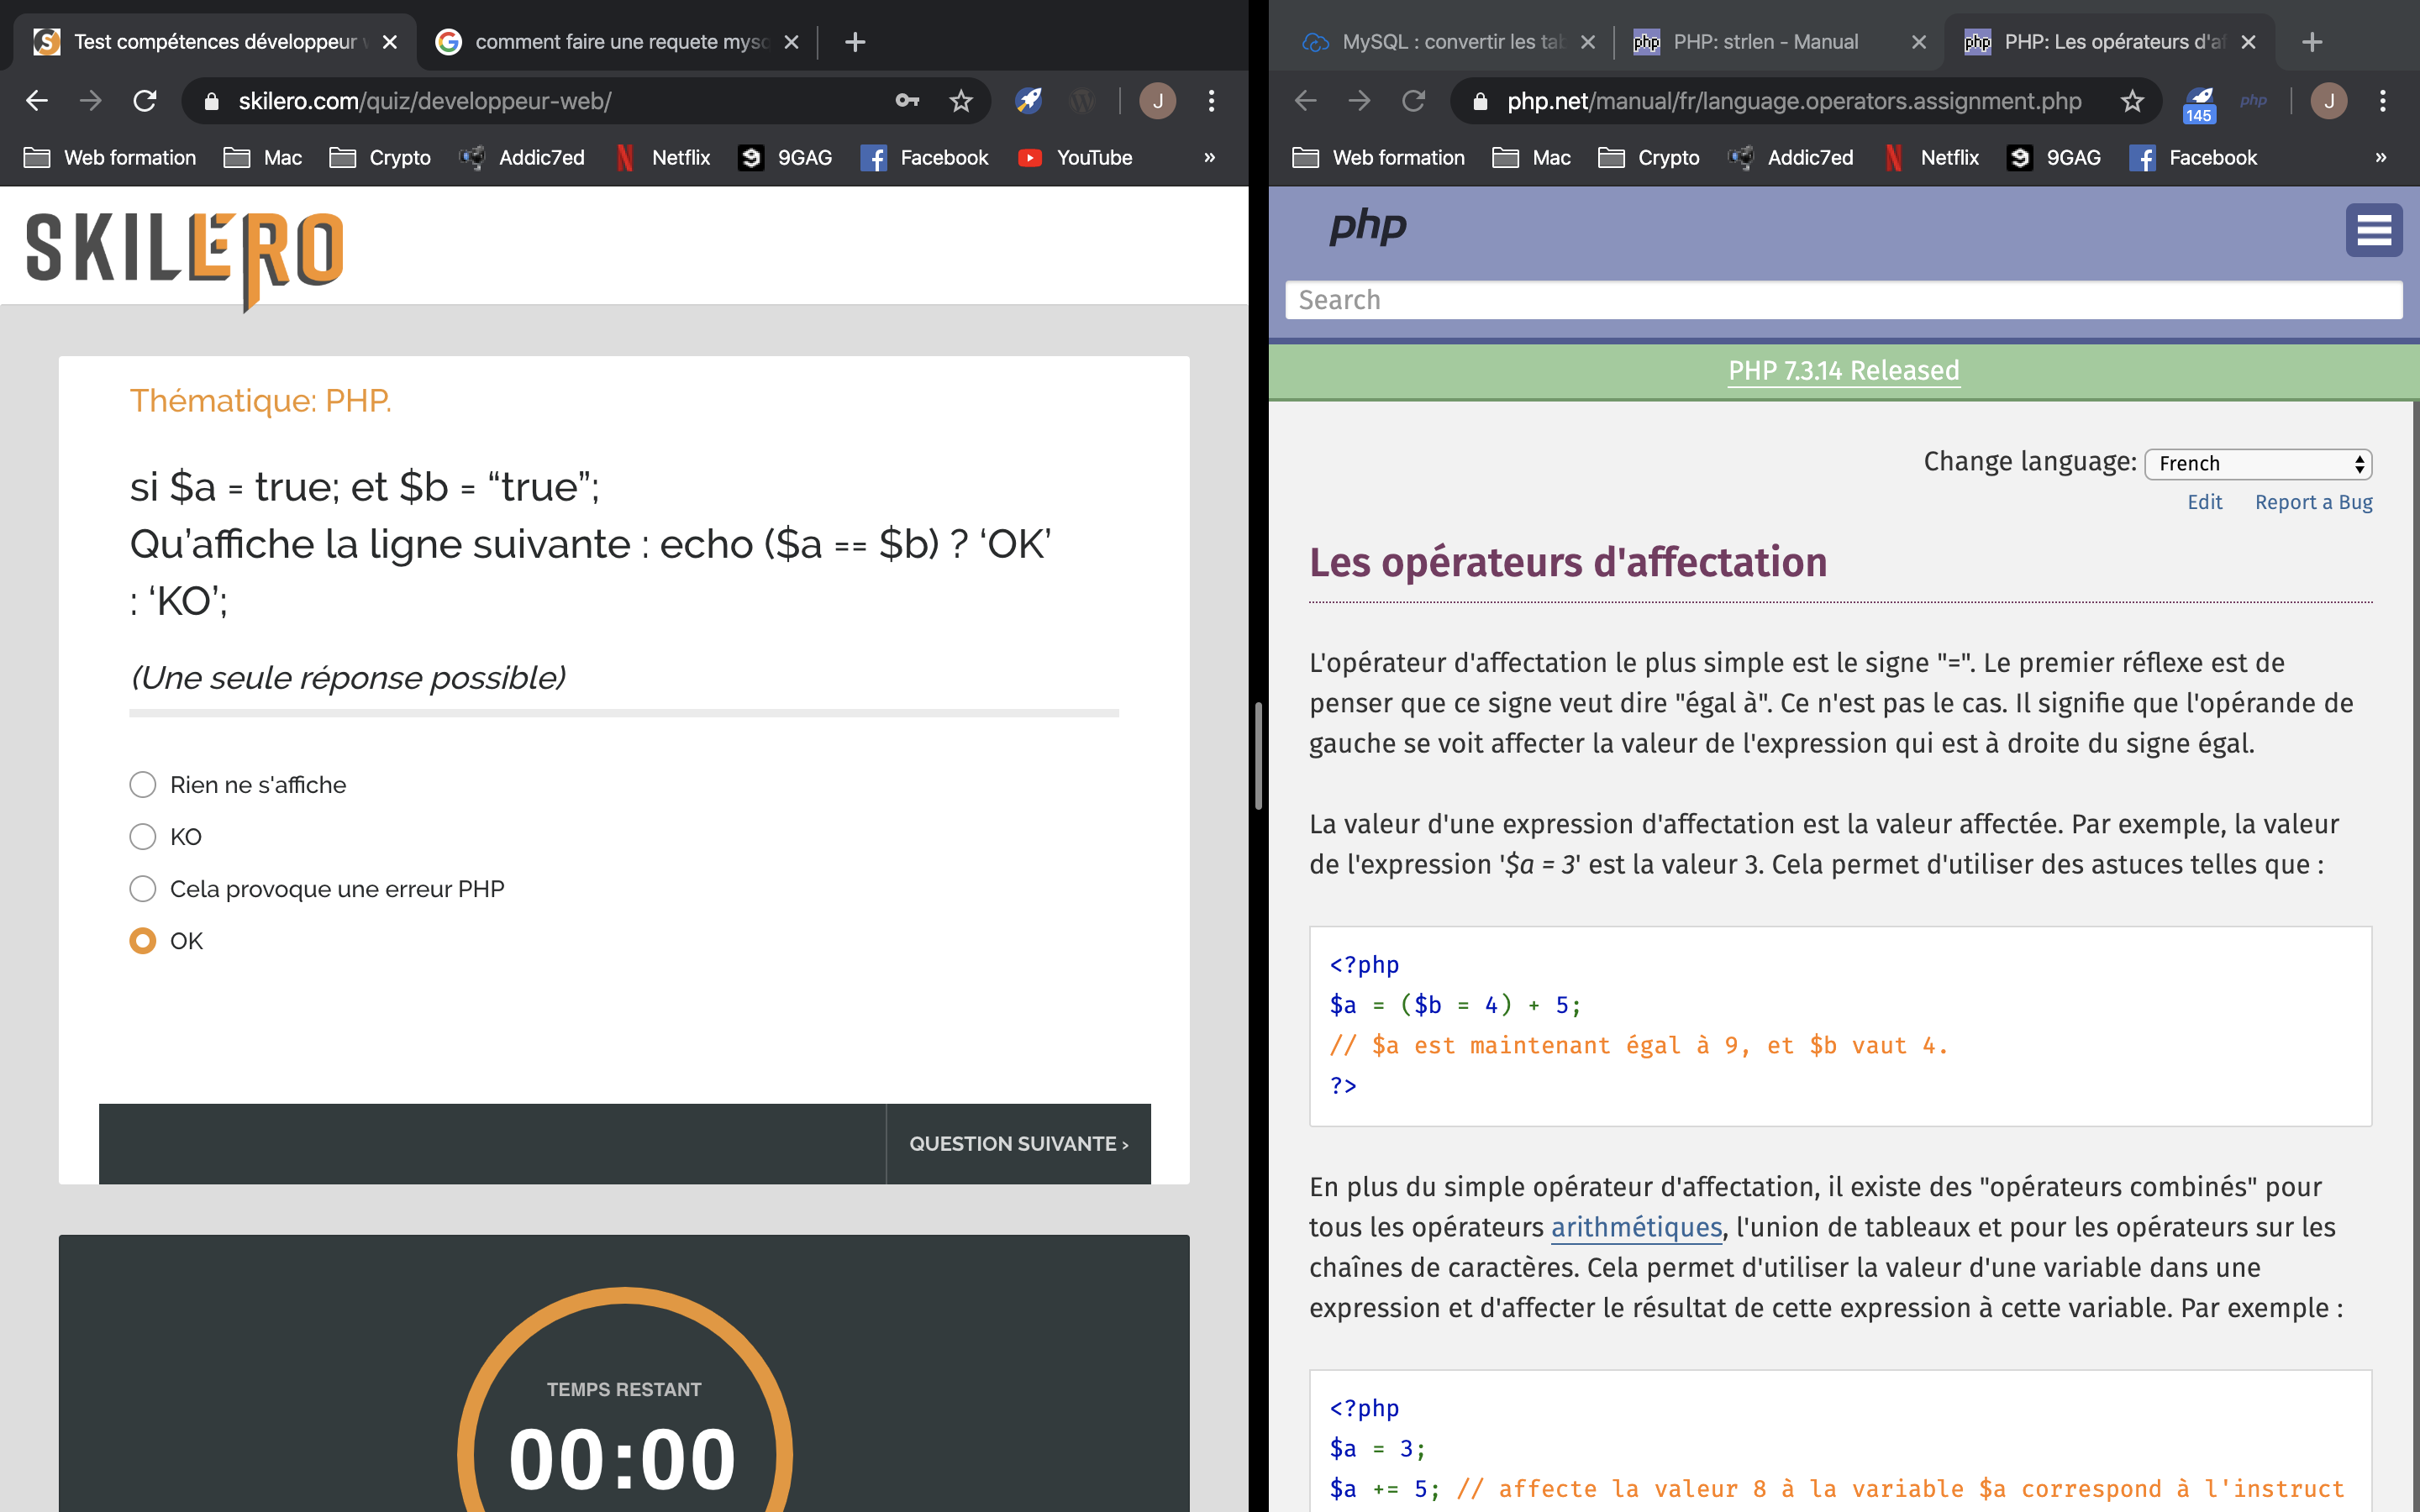 Test compétences développeur
comment faire une requete mysq
skilero.com/quiz/developpeur-web/
J
Web formation
Mac
Crypto
Addic7ed
Netflix
9GAG
Facebook
YouTube
»
SKILERO
Thématique: PHP.
si $a = true; et $b = “true”;
Qu’affiche la ligne suivante : echo ($a == $b) ? ‘OK’
: ‘KO’;
(Une seule réponse possible)
Rien ne s'affiche
KO
Cela provoque une erreur PHP
OK
QUESTION SUIVANTE ›
TEMPS RESTANT
00:00
MySQL : convertir les tab
php
PHP: strlen - Manual
php
PHP: Les opérateurs d'af
php.net/manual/fr/language.operators.assignment.php
145
php
J
Web formation
Mac
Crypto
Addic7ed
Netflix
9GAG
Facebook
»
php
Search
PHP 7.3.14 Released
Change language: French
Edit Report a Bug
Les opérateurs d'affectation
L'opérateur d'affectation le plus simple est le signe "=". Le premier réflexe est de
penser que ce signe veut dire "égal à". Ce n'est pas le cas. Il signifie que l'opérande de
gauche se voit affecter la valeur de l'expression qui est à droite du signe égal.
La valeur d'une expression d'affectation est la valeur affectée. Par exemple, la valeur
de l'expression '$a = 3' est la valeur 3. Cela permet d'utiliser des astuces telles que :
<?php
$a = ($b = 4) + 5;
// $a est maintenant égal à 9, et $b vaut 4.
?>
En plus du simple opérateur d'affectation, il existe des "opérateurs combinés" pour
tous les opérateurs arithmétiques, l'union de tableaux et pour les opérateurs sur les
chaînes de caractères. Cela permet d'utiliser la valeur d'une variable dans une
expression et d'affecter le résultat de cette expression à cette variable. Par exemple :
<?php
$a = 3;
$a += 5; // affecte la valeur 8 à la variable $a correspond à l'instruct